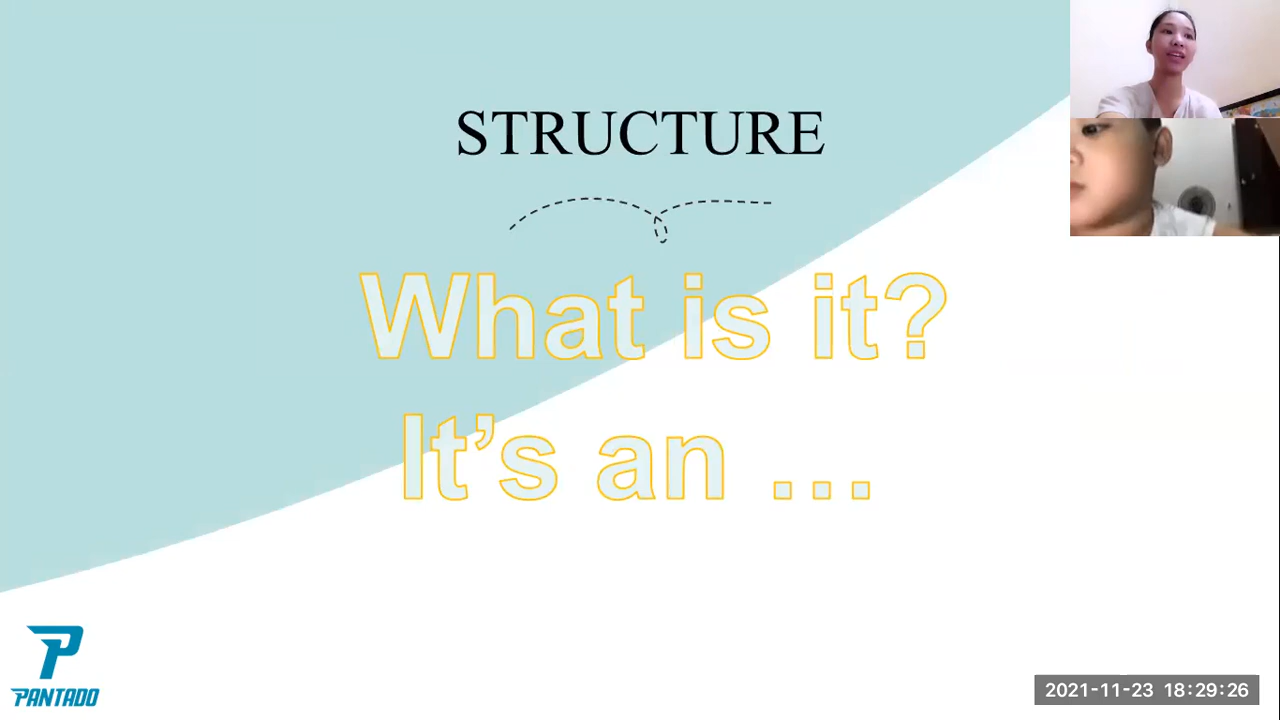 STRUCTURE
What is it?
It's an ...
PANTADO
2021-11-23 18:29:26